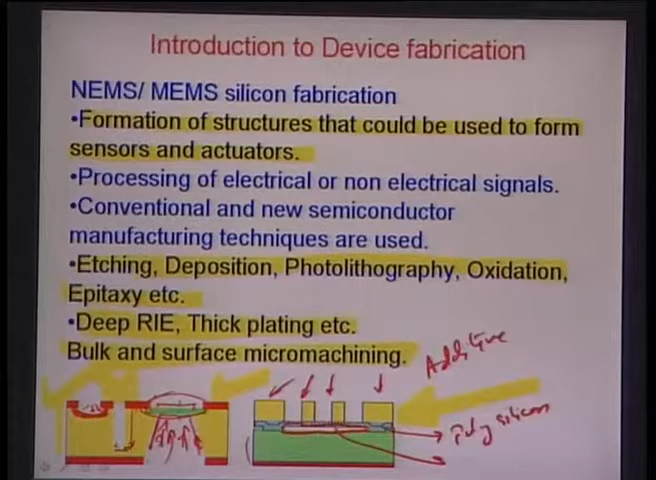 Introduction to Device fabrication
NEMS/ MEMS silicon fabrication
•Formation of structures that could be used to form
sensors and actuators.
•Processing of electrical or non electrical signals.
•Conventional and new semiconductor
manufacturing techniques are used.
•Etching, Deposition, Photolithography, Oxidation,
Epitaxy etc.
•Deep RIE, Thick plating etc.
Bulk and surface micromachining.
Additive
Poly silicon